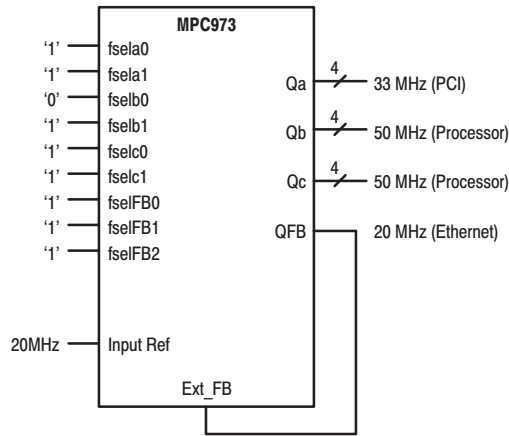 MPC973
'1' fsela0
'1' fsela1
'0' fselb0
'1' fselb1
'1' fselc0
'1' fselc1
'1' fselFB0
'1' fselFB1
'1' fselFB2
20MHz Input Ref
Ext_FB
Qa 4 33 MHz (PCI)
Qb 4 50 MHz (Processor)
Qc 4 50 MHz (Processor)
QFB 20 MHz (Ethernet)